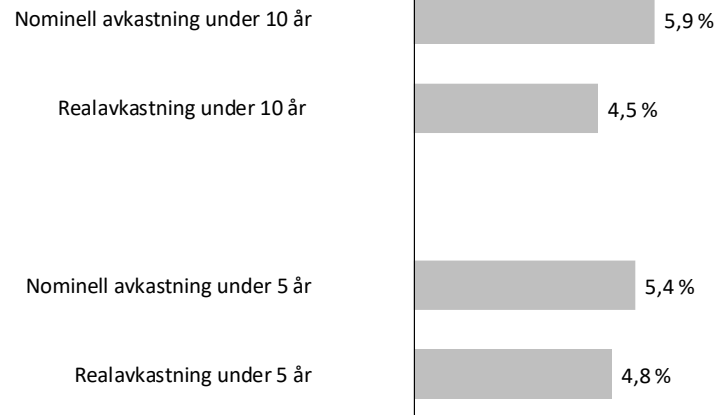 Nominell avkastning under 10 år 5,9 %
Realavkastning under 10 år 4,5 %
Nominell avkastning under 5 år 5,4 %
Realavkastning under 5 år 4,8 %